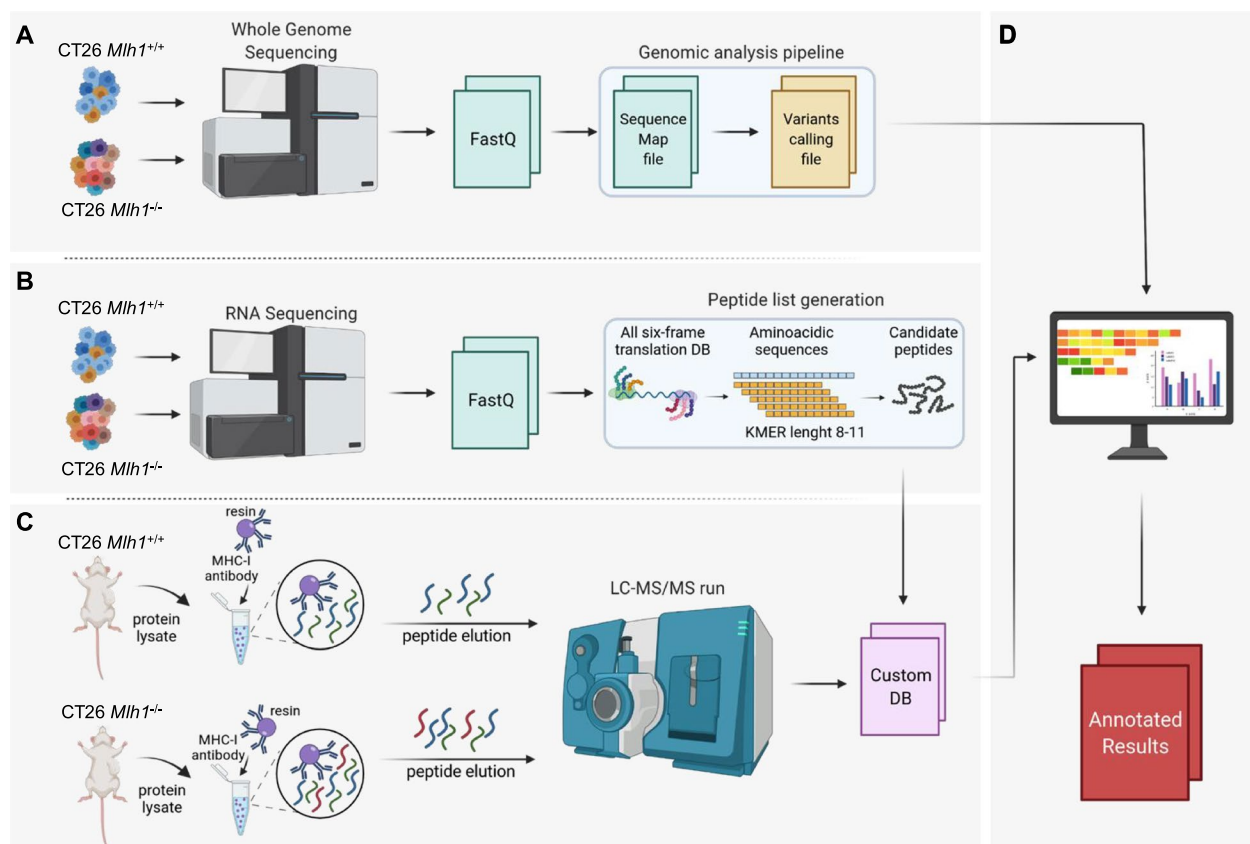 A
CT26 Mlh1+/+
Whole Genome
Sequencing
Genomic analysis pipeline
FastQ
Sequence
Map
file
Variants
calling
file
CT26 Mlh1-/-
B
CT26 Mlh1+/+
RNA Sequencing
Peptide list generation
All six-frame
translation DB
Aminoacidic
sequences
Candidate
peptides
FastQ
KMER lenght 8-11
CT26 Mlh1-/-
C
CT26 Mlh1+/+
resin
MHC-I
antibody
protein
lysate
peptide elution
LC-MS/MS run
Custom
DB
CT26 Mlh1-/-
resin
MHC-I
antibody
protein
lysate
peptide elution
D
Annotated
Results